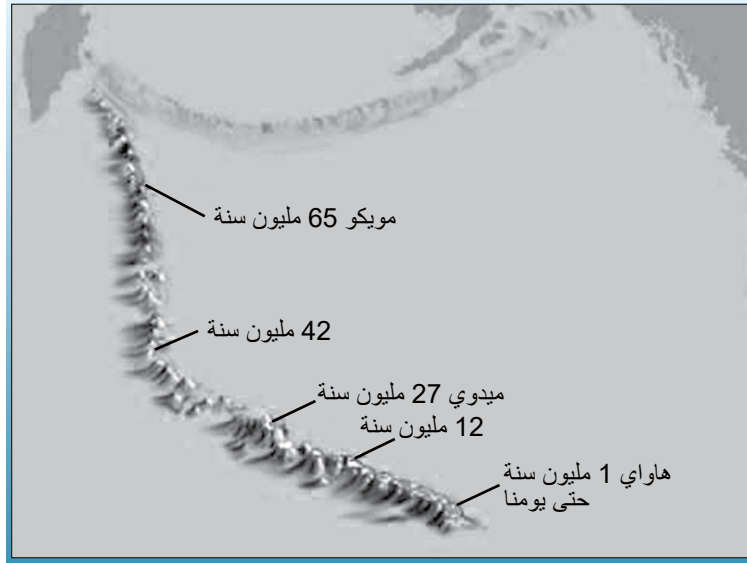 مويكو 65 مليون سنة
42 مليون سنة
ميدوي 27 مليون سنة
12 مليون سنة
هاواي 1 مليون سنة
حتى يومنا